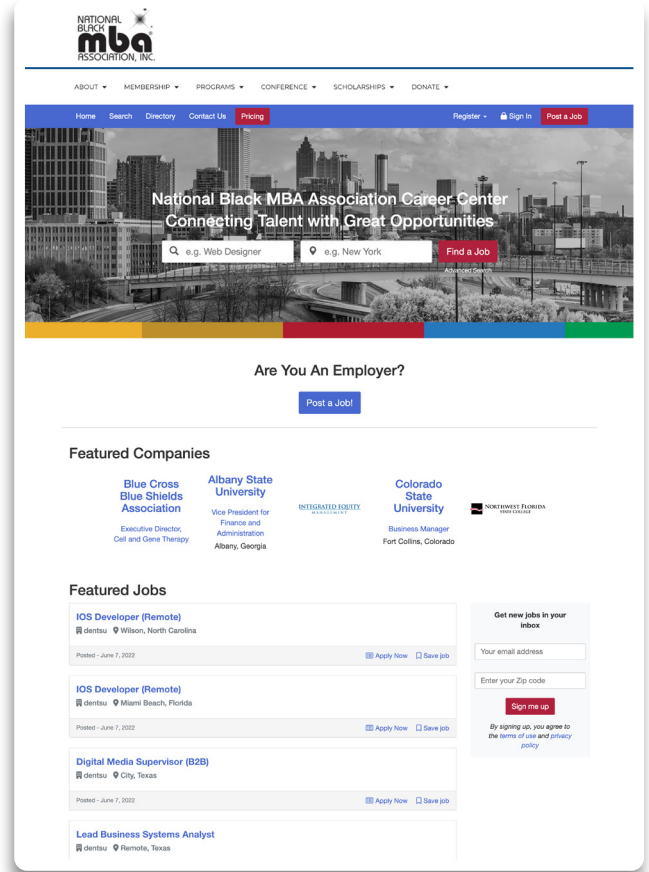 NATIONAL
BLACK
mba
ASSOCIATION, INC.
ABOUT MEMBERSHIP PROGRAMS CONFERENCE SCHOLARSHIPS DONATE
Home Search Directory Contact Us Pricing Register Sign In Post a Job
National Black MBA Association Career Center
Connecting Talent with Great Opportunities
e.g. Web Designer e.g. New York Find a Job
Advanced Search
Are You An Employer?
Post a Job!
Featured Companies
Blue Cross
Blue Shields
Association
Executive Director,
Cell and Gene Therapy
Albany State
University
Vice President for
Finance and
Administration
Albany, Georgia
INTEGRATED EQUITY
MANAGEMENT
Colorado
State
University
Business Manager
Fort Collins, Colorado
NORTHWEST FLORIDA
STATE COLLEGE
Featured Jobs
IOS Developer (Remote)
dentsu Wilson, North Carolina
Posted - June 7, 2022 Apply Now Save job
IOS Developer (Remote)
dentsu Miami Beach, Florida
Posted - June 7, 2022 Apply Now Save job
Digital Media Supervisor (B2B)
dentsu City, Texas
Posted - June 7, 2022 Apply Now Save job
Lead Business Systems Analyst
dentsu Remote, Texas
Get new jobs in your
inbox
Your email address
Enter your Zip code
Sign me up
By signing up, you agree to
the terms of use and privacy
policy